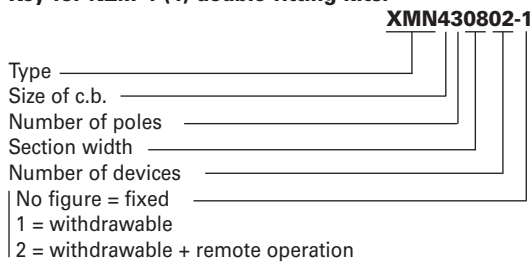 XMN430802-1
Type
Size of c.b.
Number of poles
Section width
Number of devices
No figure = fixed
1 = withdrawable
2 = withdrawable + remote operation